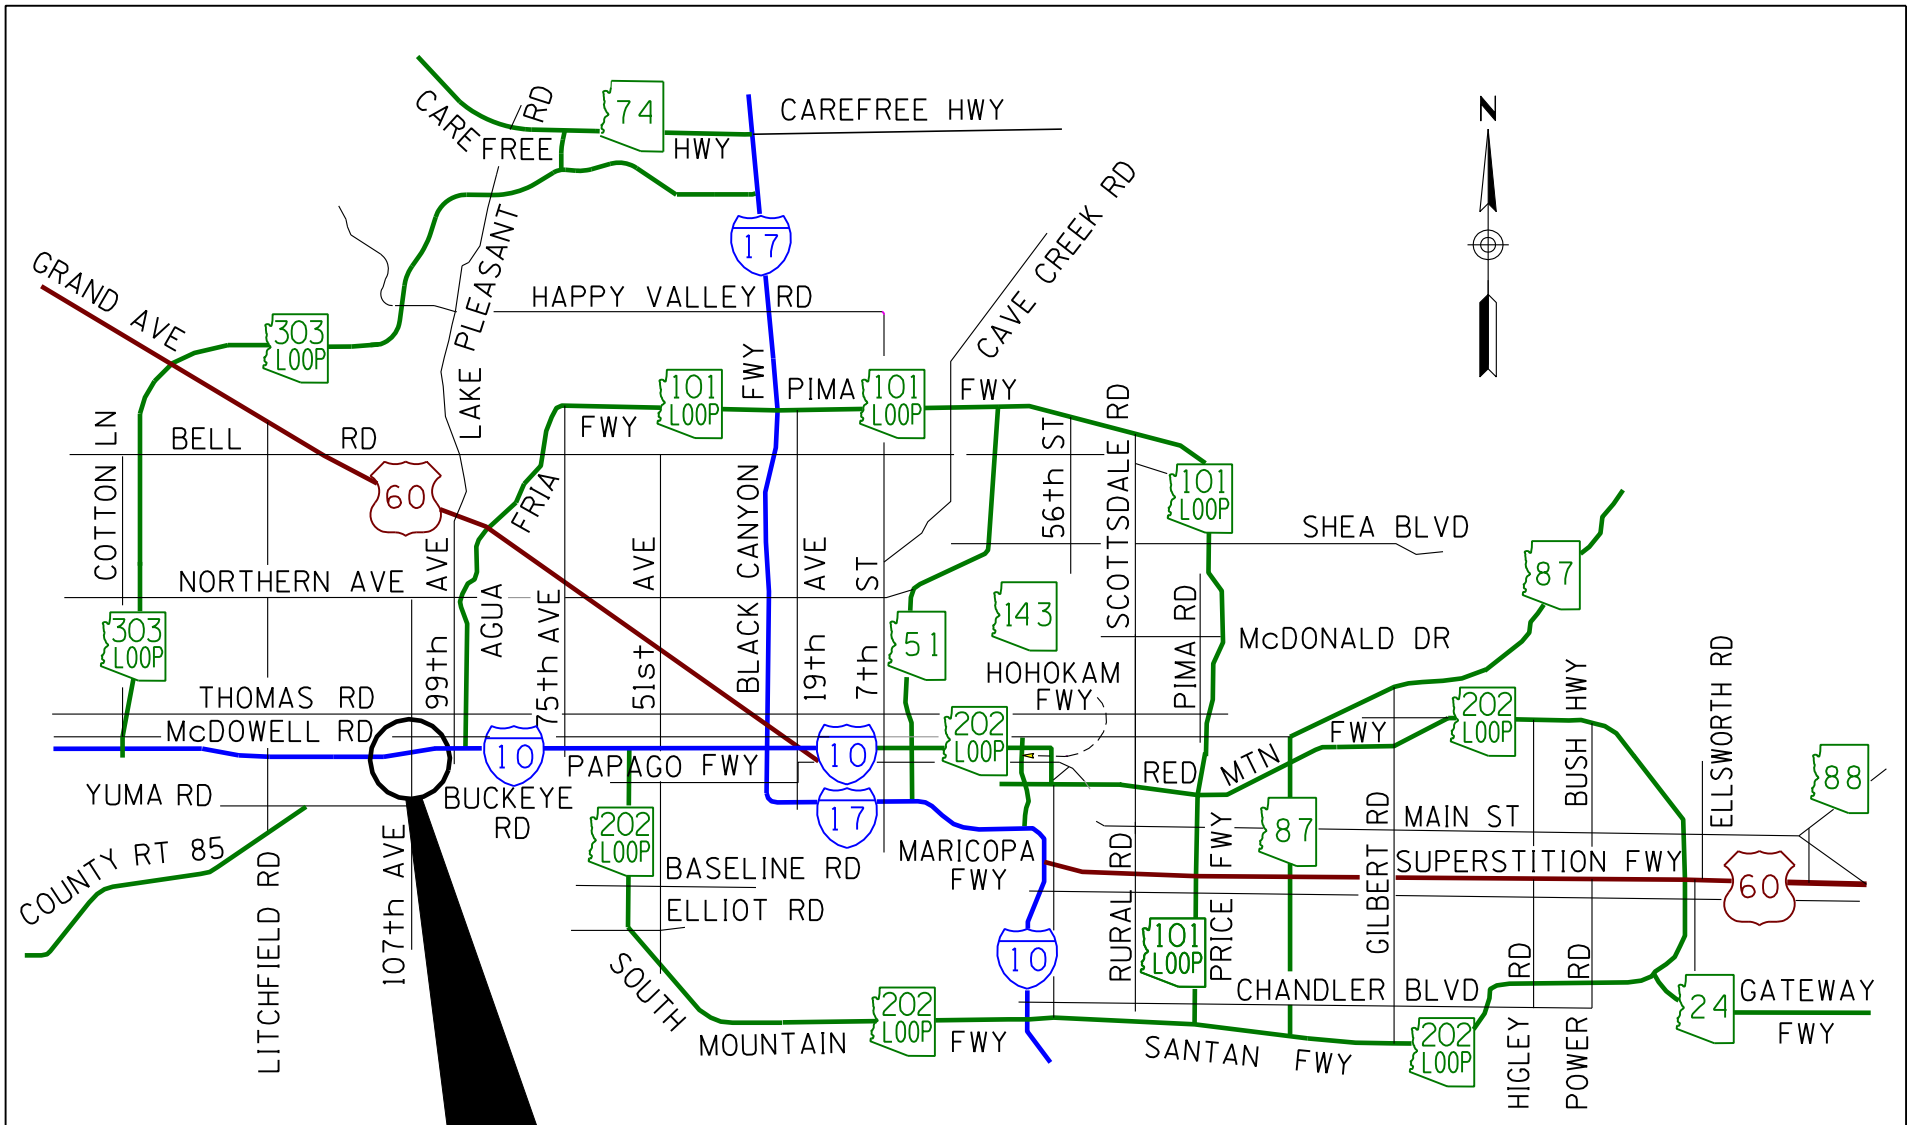 N
CAREFREE HWY
CARE FREE HWY
RD
74
17
CAVE CREEK RD
LAKE PLEASANT
HAPPY VALLEY RD
GRAND AVE
303
LOOP
FWY
101
LOOP
PIMA
101
LOOP
FWY
FWY
BELL RD
COTTON LN
60
FRIA
AGUA
BLACK CANYON
56th ST
SCOTTSDALE RD
101
LOOP
SHEA BLVD
87
NORTHERN AVE
99th AVE
75th AVE
51st AVE
19th AVE
7th ST
51
143
HOHOKAM
FWY
PIMA RD
McDONALD DR
303
LOOP
THOMAS RD
McDOWELL RD
10
PAPAGO FWY
10
17
202
LOOP
RED MTN FWY
202
LOOP
BUSH HWY
ELLSWORTH RD
88
YUMA RD
BUCKEYE
RD
COUNTY RT 85
LITCHFIELD RD
107th AVE
202
LOOP
BASELINE RD
ELLIOT RD
MARICOPA
FWY
87
MAIN ST
SUPERSTITION FWY
60
RURAL RD
PRICE FWY
GILBERT RD
101
LOOP
10
CHANDLER BLVD
HIGLEY RD
POWER RD
24
GATEWAY
FWY
SOUTH
MOUNTAIN
202
LOOP
FWY
SANTAN FWY
202
LOOP